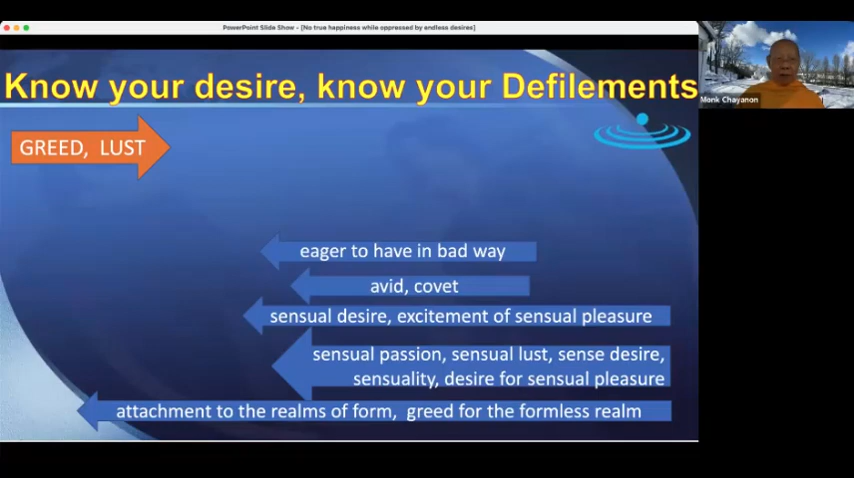 PowerPoint Slide Show - [No true happiness while oppressed by endless desires]
Know your desire, know your Defilements
Monk Chayanon
GREED, LUST
eager to have in bad way
avid, covet
sensual desire, excitement of sensual pleasure
sensual passion, sensual lust, sense desire,
sensuality, desire for sensual pleasure
attachment to the realms of form, greed for the formless realm